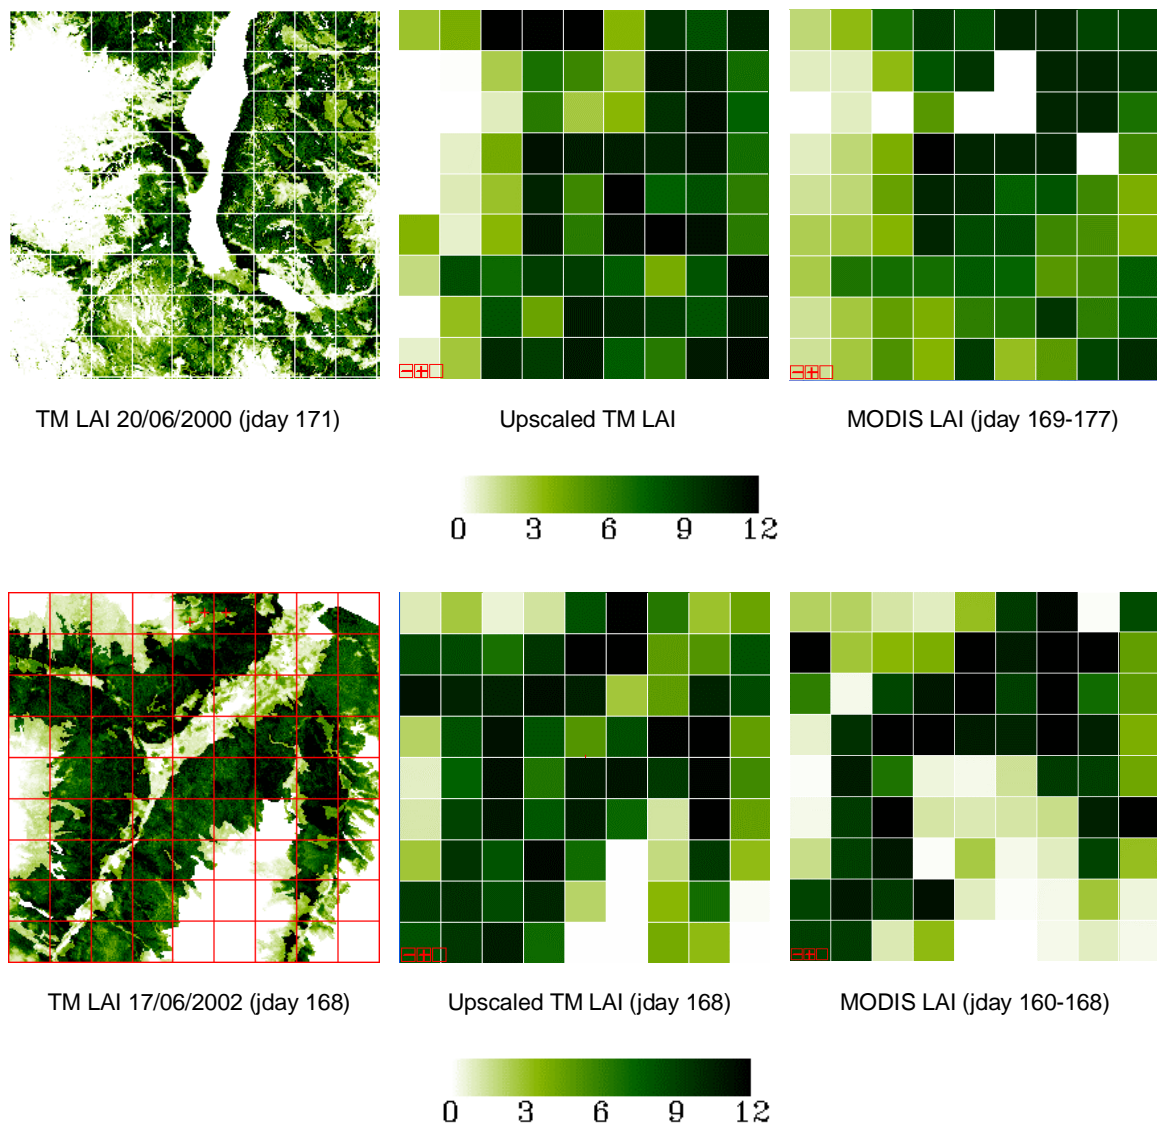 TM LAI 20/06/2000 (jday 171) Upscaled TM LAI MODIS LAI (jday 169-177)
0 3 6 9 12
TM LAI 17/06/2002 (jday 168) Upscaled TM LAI (jday 168) MODIS LAI (jday 160-168)
0 3 6 9 12